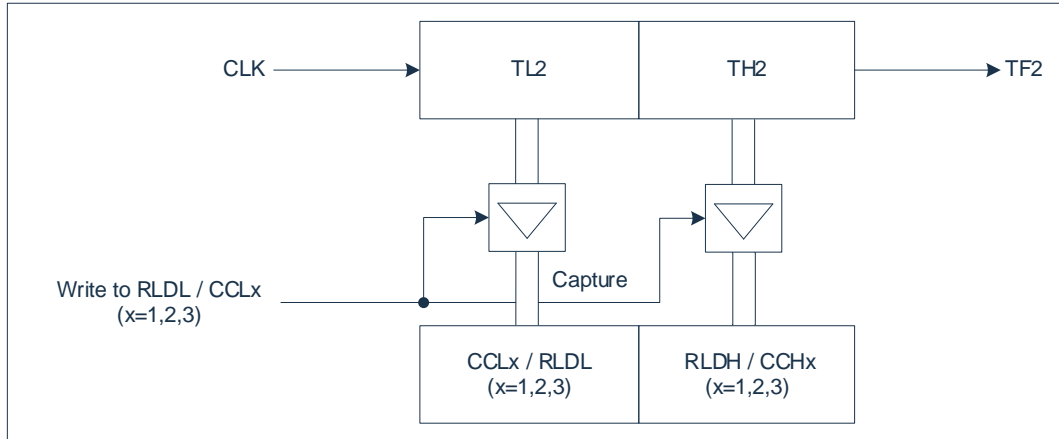 CLK
TL2
TH2
TF2
Write to RLDL / CCLx
(x=1,2,3)
Capture
CCLx / RLDL
(x=1,2,3)
RLDH / CCHx
(x=1,2,3)